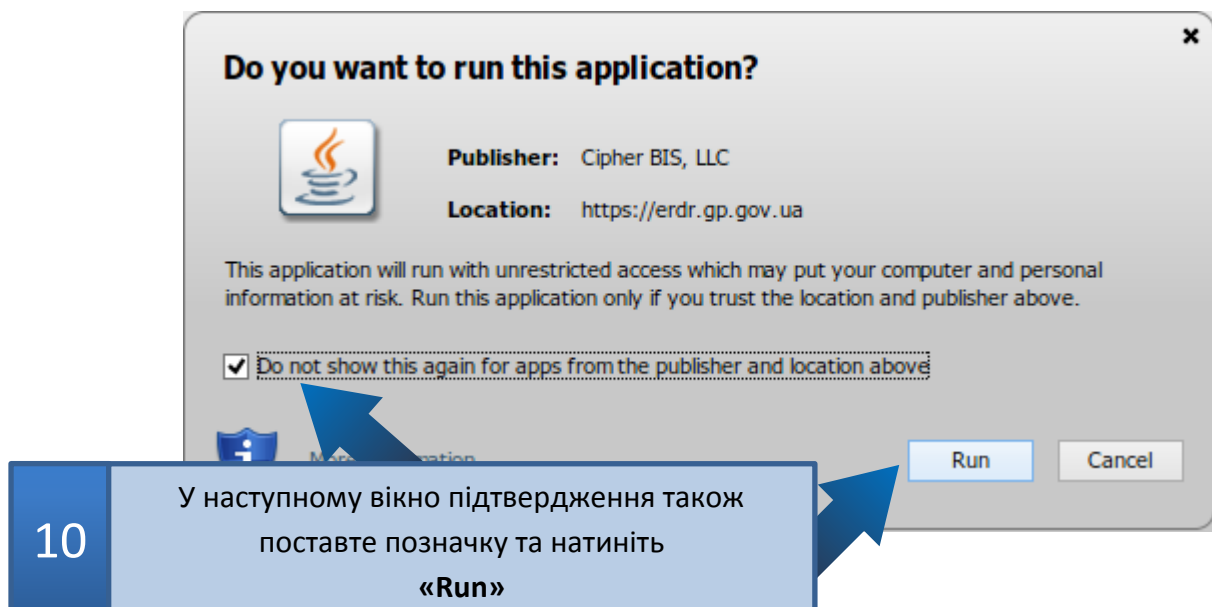 Do you want to run this application?
Publisher: Cipher BIS, LLC
Location: https://erdr.gp.gov.ua
This application will run with unrestricted access which may put your computer and personal
information at risk. Run this application only if you trust the location and publisher above.
Do not show this again for apps from the publisher and location above
Run Cancel
10
У наступному вікно підтвердження також
поставте позначку та натиніть
«Run»